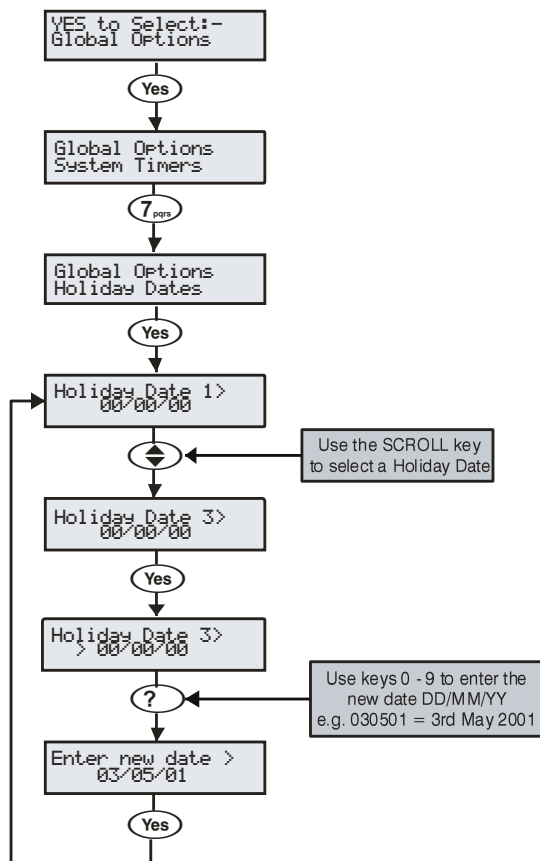 YES to Select:-
Global Options
Yes
Global Options
System Timers
7pqrs
Global Options
Holiday Dates
Yes
Holiday Date 1>
00/00/00
Use the SCROLL key
to select a Holiday Date
Holiday Date 3>
00/00/00
Yes
Holiday Date 3>
> 00/00/00
Use keys 0 - 9 to enter the
new date DD/MM/YY
e.g. 030501 = 3rd May 2001
?
Enter new date >
03/05/01
Yes